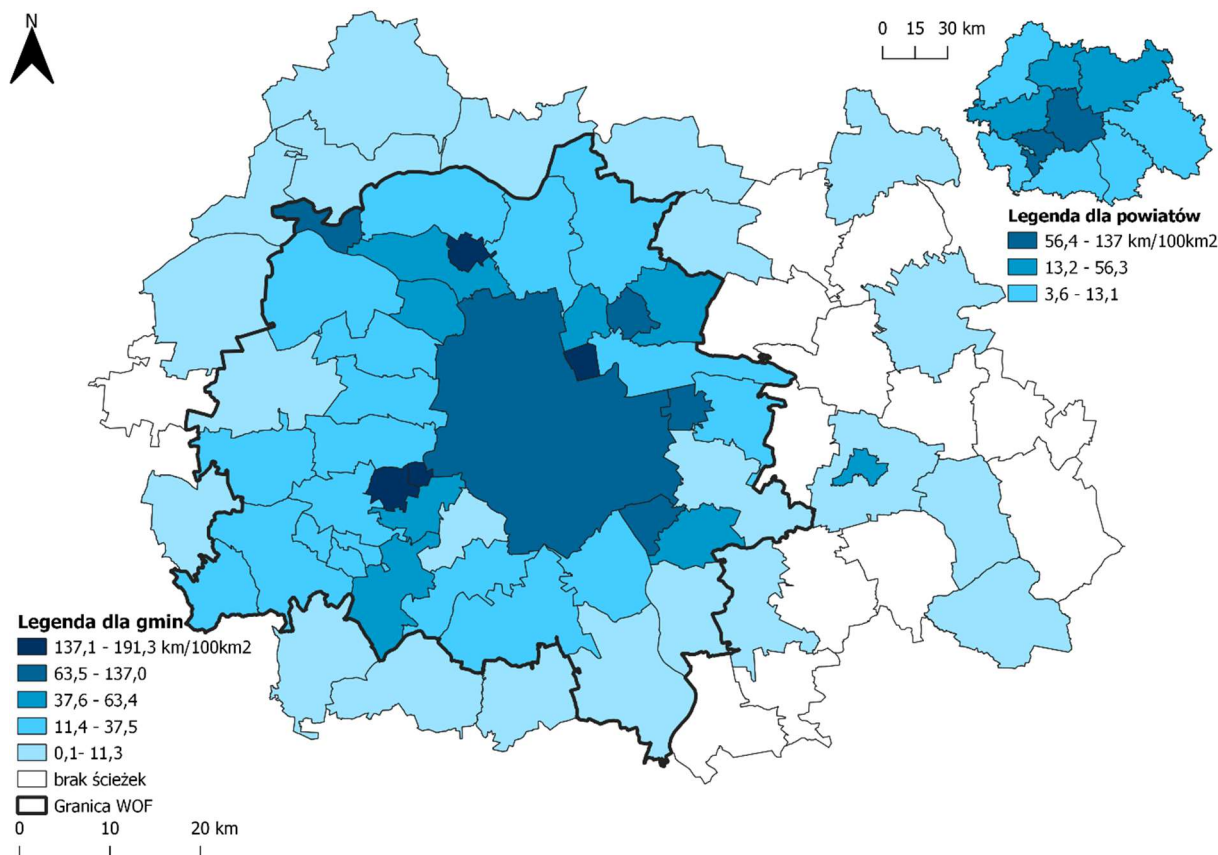 N
0 15 30 km
Legenda dla powiatów
56,4 - 137 km/100km2
13,2 - 56,3
3,6 - 13,1
Legenda dla gmin
137,1 - 191,3 km/100km2
63,5 - 137,0
37,6 - 63,4
11,4 - 37,5
0,1- 11,3
brak ścieżek
Granica WOF
0 10 20 km